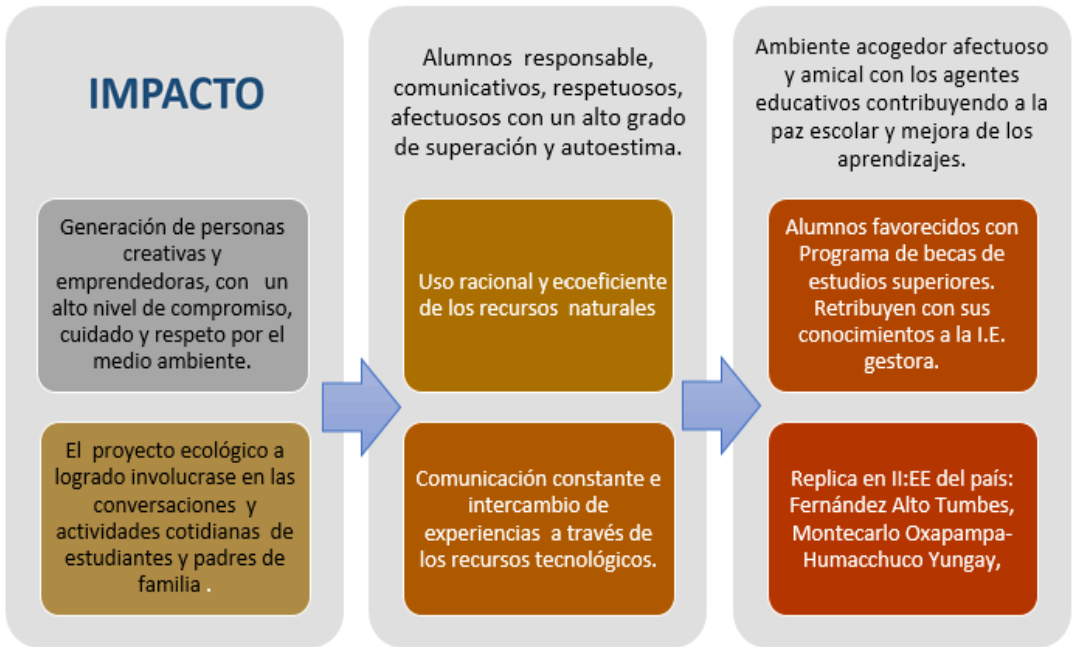 IMPACTO
Generación de personas
creativas y
emprendedoras, con un
alto nivel de compromiso,
cuidado y respeto por el
medio ambiente.
El proyecto ecológico a
logrado involucrase en las
conversaciones y
actividades cotidianas de
estudiantes y padres de
familia .
Alumnos responsable,
comunicativos, respetuosos,
afectuosos con un alto grado
de superación y autoestima.
Uso racional y ecoeficiente
de los recursos naturales
Comunicación constante e
intercambio de
experiencias a través de
los recursos tecnológicos.
Ambiente acogedor afectuoso
y amical con los agentes
educativos contribuyendo a la
paz escolar y mejora de los
aprendizajes.
Alumnos favorecidos con
Programa de becas de
estudios superiores.
Retribuyen con sus
conocimientos a la I.E.
gestora.
Replica en II:EE del país:
Fernández Alto Tumbes,
Montecarlo Oxapampa-
Humacchuco Yungay,